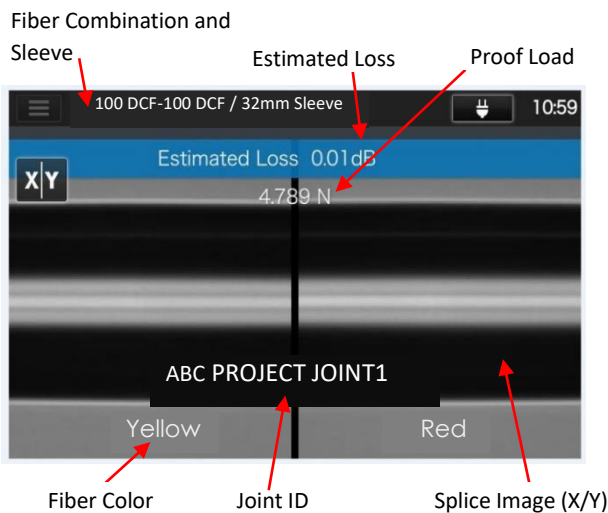 Fiber Combination and
Sleeve
Estimated Loss
Proof Load
100 DCF-100 DCF / 32mm Sleeve
10:59
Estimated Loss 0.01dB
X|Y
4.789 N
ABC PROJECT JOINT1
Yellow
Red
Fiber Color
Joint ID
Splice Image (X/Y)